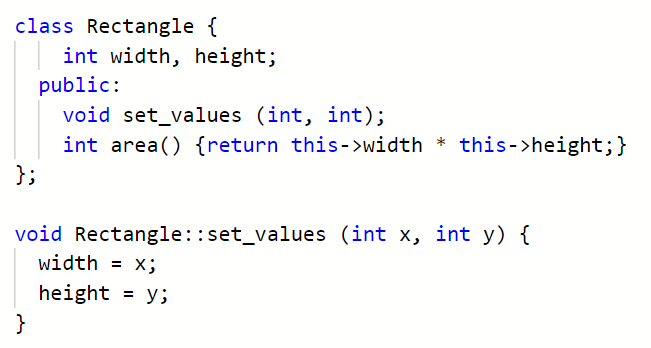 class Rectangle {
    int width, height;
  public:
    void set_values (int, int);
    int area() {return this->width * this->height;}
};

void Rectangle::set_values (int x, int y) {
  width = x;
  height = y;
}